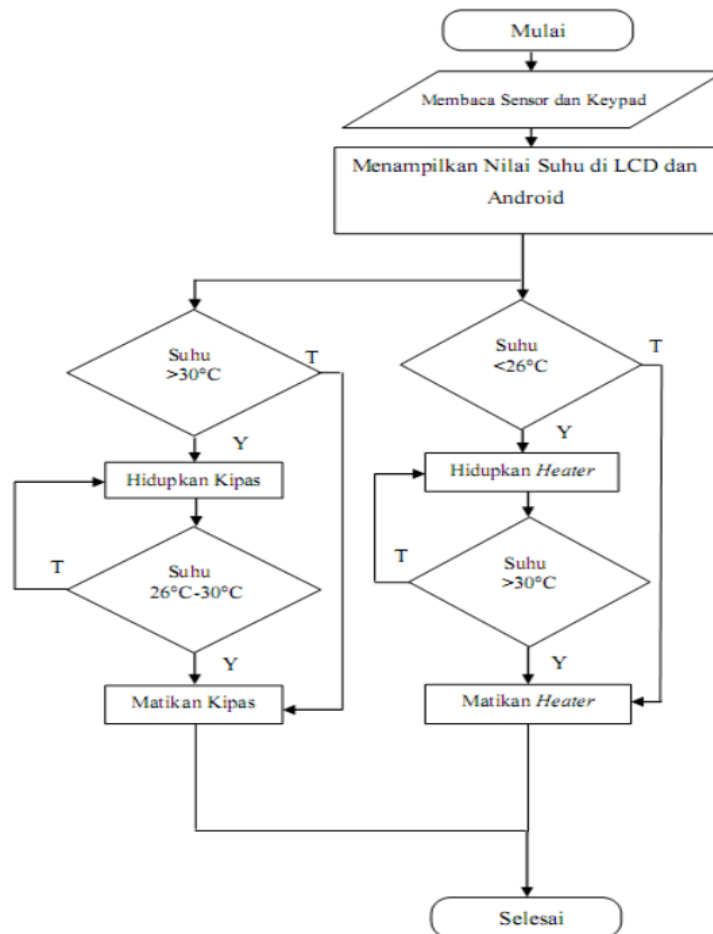 Mulai
Membaca Sensor dan Keypad
Menampilkan Nilai Suhu di LCD dan
Android
Suhu
>30°C
T
Y
Hidupkan Kipas
Suhu
26°C-30°C
T
Y
Matikan Kipas
Suhu
<26°C
T
Y
Hidupkan Heater
Suhu
>30°C
T
Y
Matikan Heater
Selesai